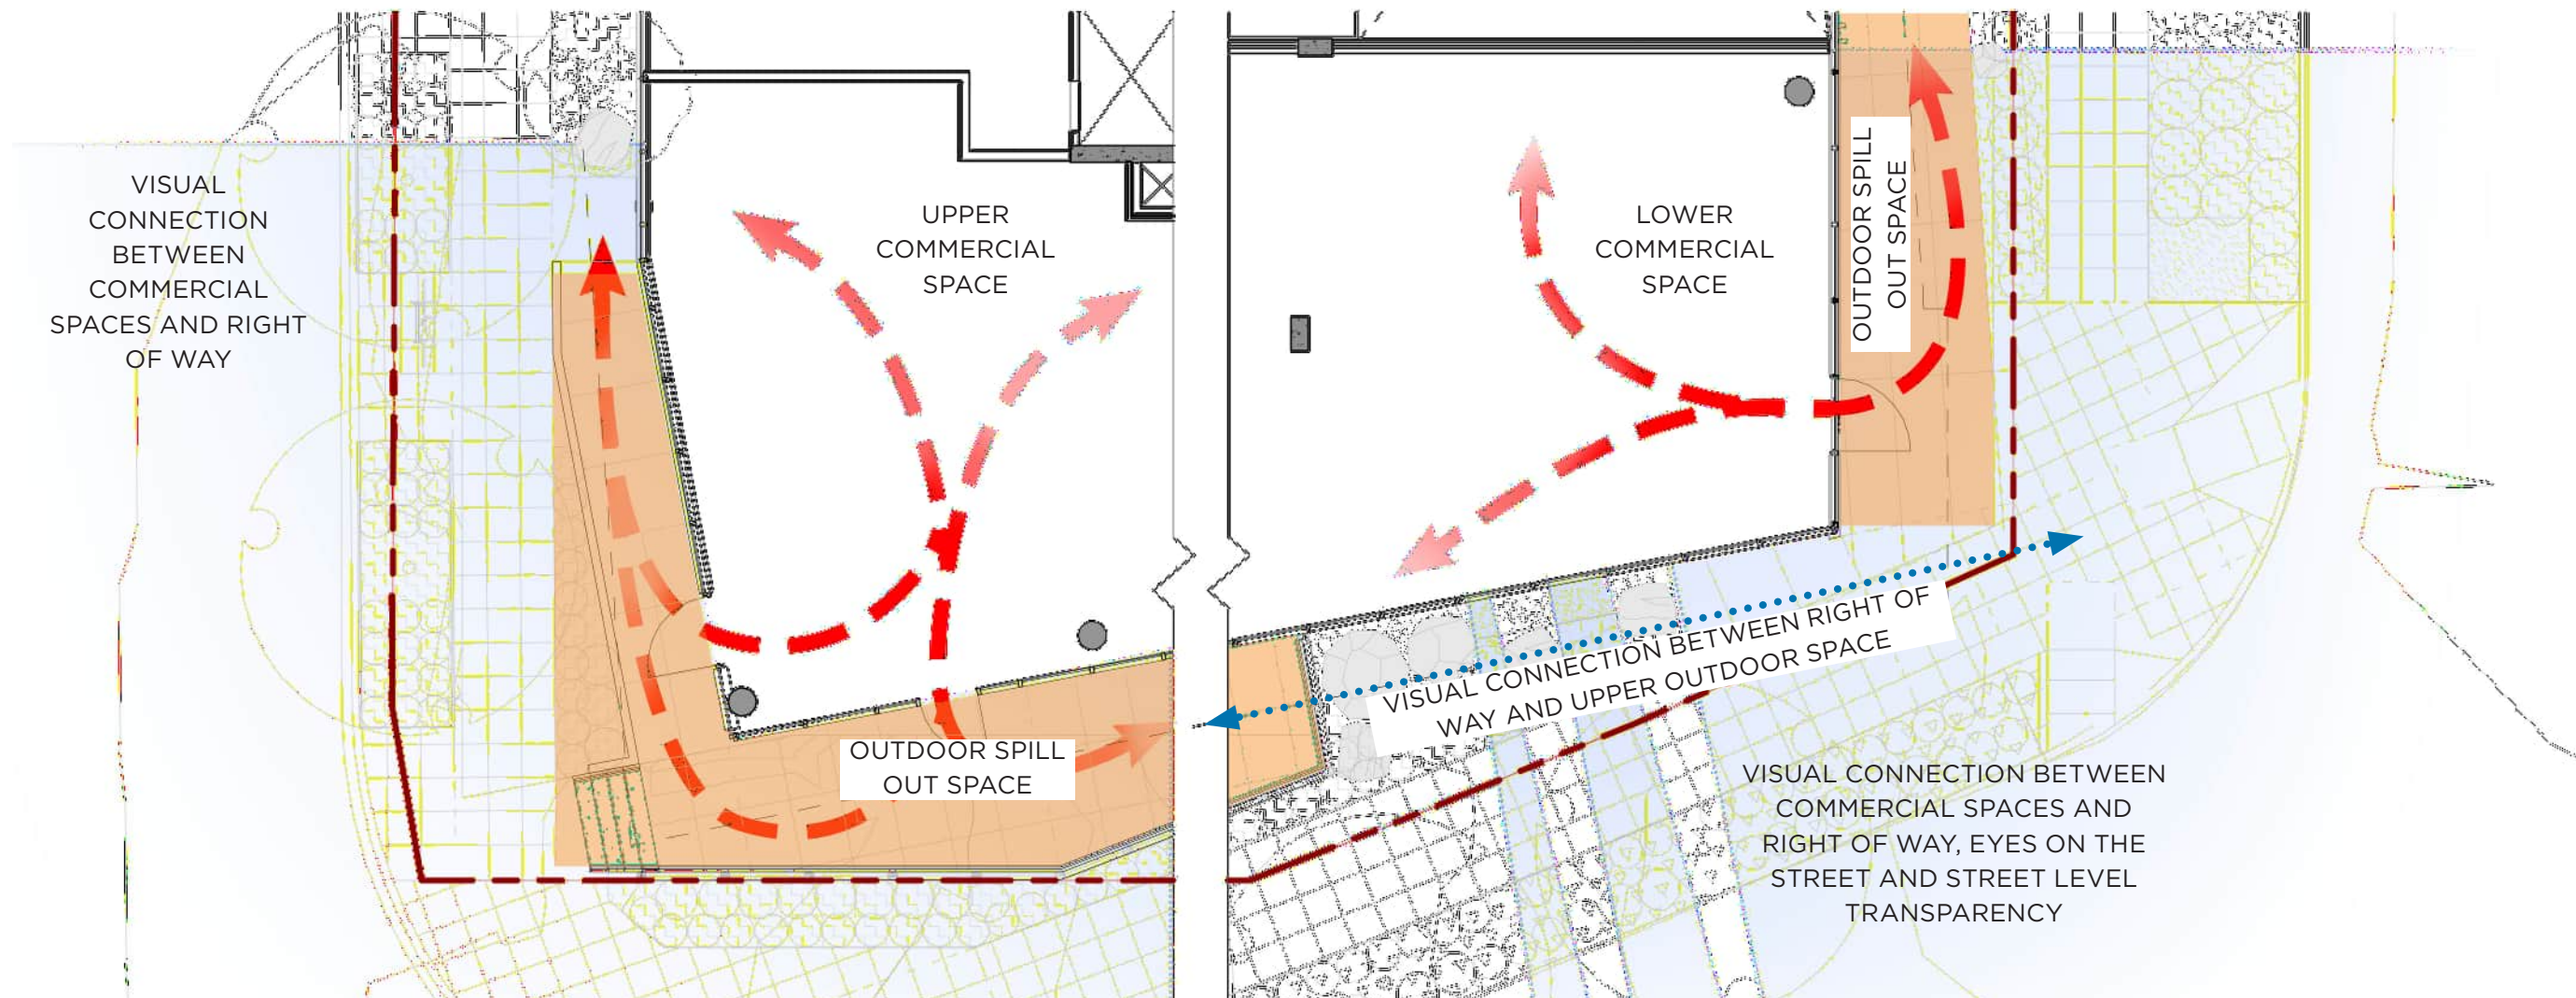 VISUAL
CONNECTION
BETWEEN
COMMERCIAL
SPACES AND RIGHT
OF WAY
UPPER
COMMERCIAL
SPACE
OUTDOOR SPILL
OUT SPACE
LOWER
COMMERCIAL
SPACE
OUTDOOR SPILL
OUT SPACE
VISUAL CONNECTION BETWEEN RIGHT OF
WAY AND UPPER OUTDOOR SPACE
VISUAL CONNECTION BETWEEN
COMMERCIAL SPACES AND
RIGHT OF WAY, EYES ON THE
STREET AND STREET LEVEL
TRANSPARENCY